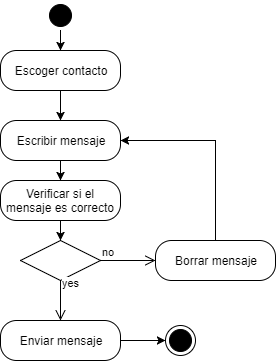 Escoger contacto
Escribir mensaje
Verificar si el
mensaje es correcto
no
Borrar mensaje
yes
Enviar mensaje